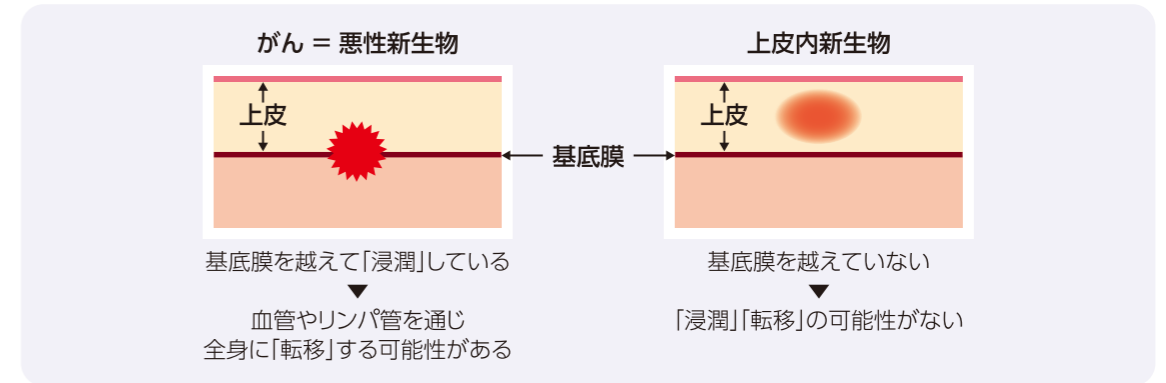 がん = 悪性新生物
上皮
基底膜を越えて「浸潤」している
▼
血管やリンパ管を通じ
全身に「転移」する可能性がある
基底膜
上皮内新生物
上皮
基底膜を越えていない
▼
「浸潤」「転移」の可能性がない